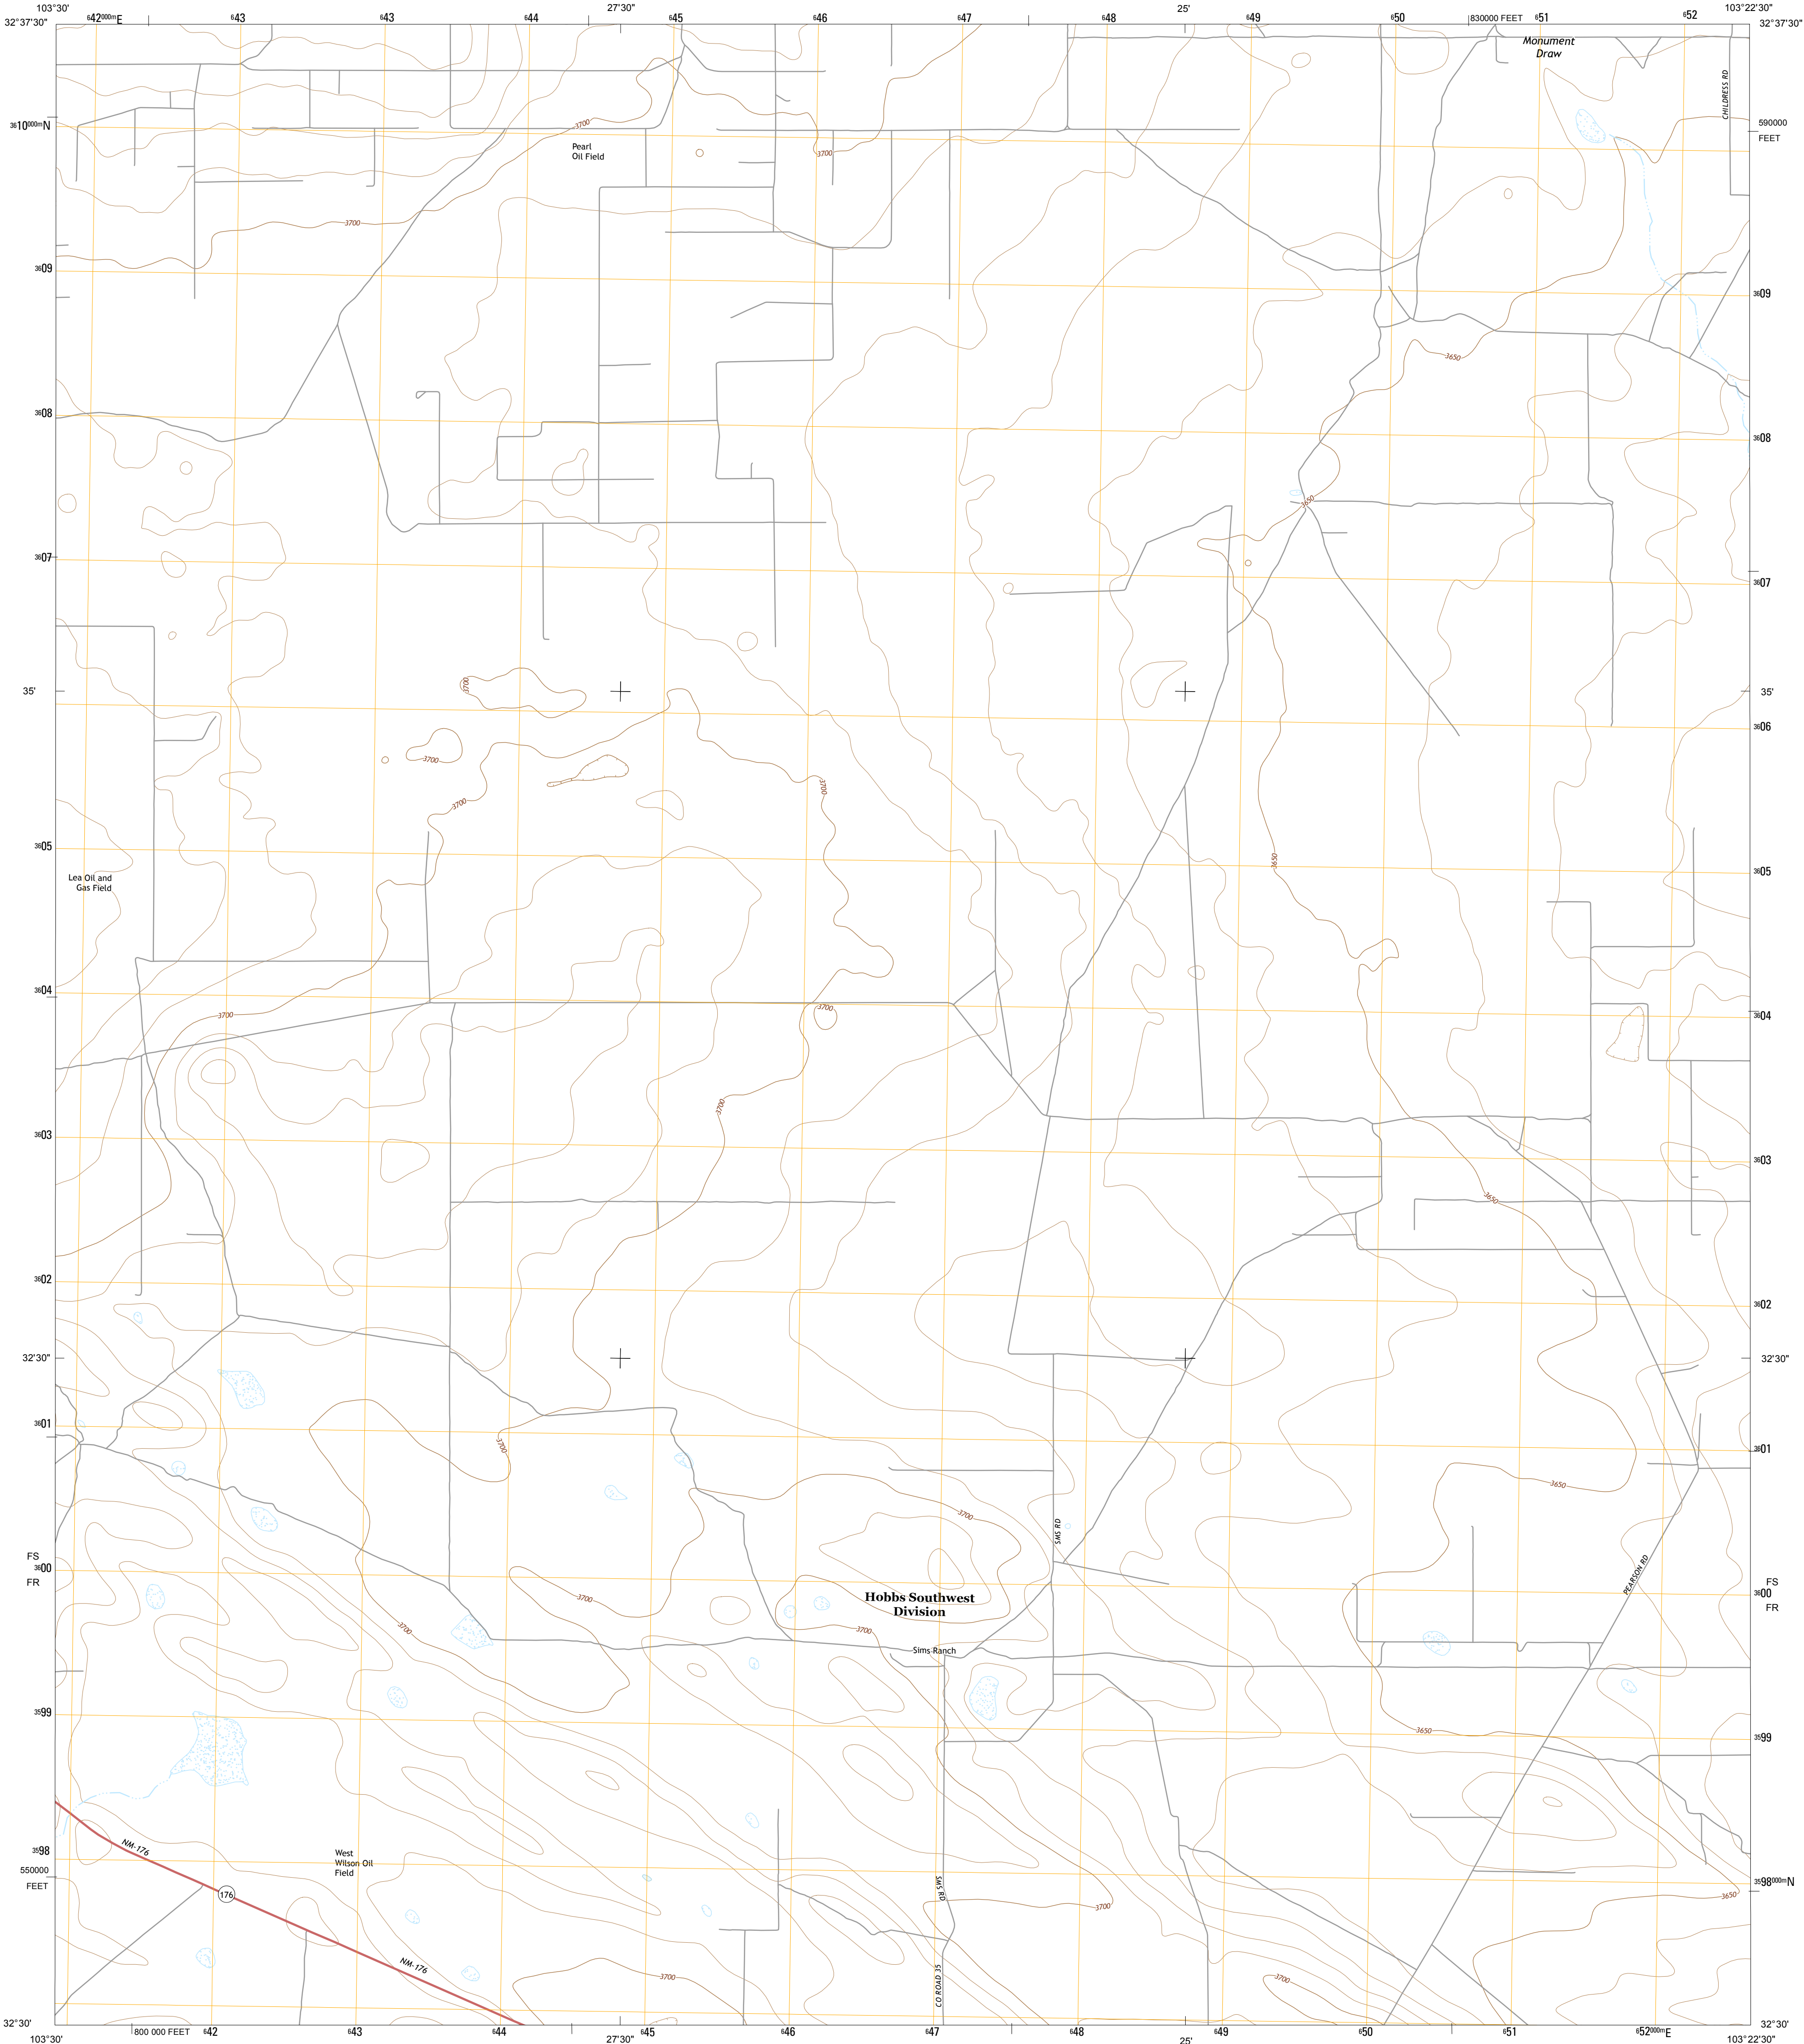 103°30'
⁶42⁰⁰⁰ᵐE
⁶43
⁶43
⁶44
27'30"
⁶45
⁶46
⁶47
⁶48
25'
⁶49
⁶50
830000 FEET
⁶51
⁶52
103°22'30"
32°37'30"
32°37'30"
Monument
Draw
CHILDRESS RD
³⁶10⁰⁰⁰ᵐN
3700
Pearl
Oil Field
3700
590000
FEET
3700
³⁶09
³⁶09
3650
³⁶08
³⁶08
3650
³⁶07
³⁶07
35'
3700
35'
³⁶06
3700
3700
3700
³⁶05
3650
³⁶05
Lea Oil and
Gas Field
³⁶04
3700
3700
³⁶04
3700
³⁶03
³⁶03
3650
³⁶02
³⁶02
32'30"
32'30"
³⁶01
3700
³⁶01
3650
3700
SMS RD
PEARSON RD
FS
³⁶00
FR
FS
³⁶00
FR
3700
Hobbs Southwest
Division
3700
3700
Sims Ranch
³⁵99
3650
³⁵99
NM-176
³⁵98
550000
FEET
West
Wilson Oil
Field
176
SMS RD
3700
³⁵98⁰⁰⁰ᵐN
3650
NM-176
3700
CO ROAD 35
3700
32°30'
32°30'
103°30'
800 000 FEET
⁶42
⁶43
⁶44
27'30"
⁶45
⁶46
⁶47
⁶48
25'
⁶49
⁶50
⁶51
⁶52⁰⁰⁰ᵐE
103°22'30"